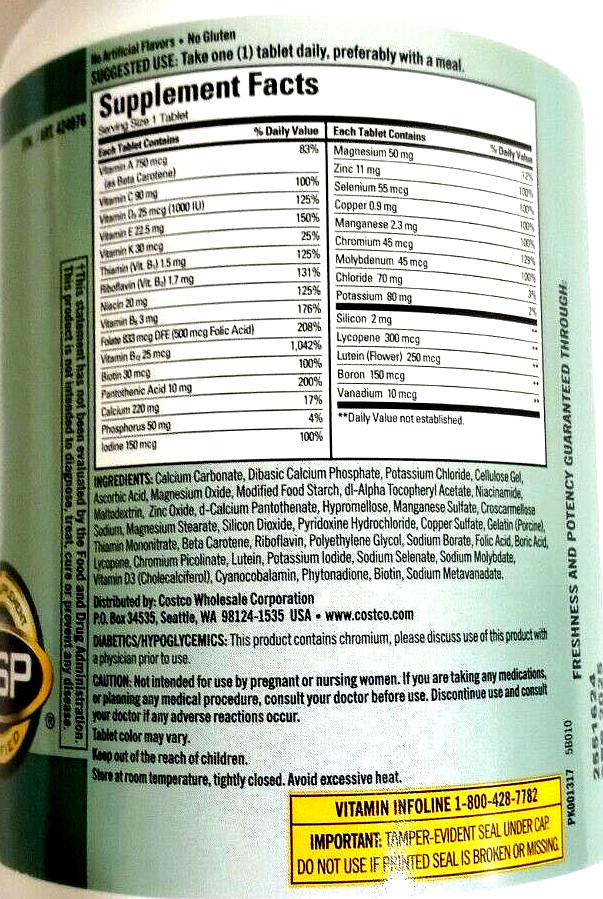 No Artificial Flavors • No Gluten
SUGGESTED USE: Take one (1) tablet daily, preferably with a meal.
Supplement Facts
Serving Size 1 Tablet
Each Tablet Contains % Daily Value
Vitamin A 750 mcg 83%
(as Beta Carotene)
Vitamin C 90 mg 100%
Vitamin D₃ 25 mcg (1000 IU) 125%
Vitamin E 22.5 mg 150%
Vitamin K 30 mcg 25%
Thiamin (Vit. B₁) 1.5 mg 125%
Riboflavin (Vit. B₂) 1.7 mg 131%
Niacin 20 mg 125%
Vitamin B₆ 3 mg 176%
Folate 833 mcg DFE (500 mcg Folic Acid) 208%
Vitamin B₁₂ 25 mcg 1,042%
Biotin 30 mcg 100%
Pantothenic Acid 10 mg 200%
Calcium 220 mg 17%
Phosphorus 50 mg 4%
Iodine 150 mcg 100%
Each Tablet Contains % Daily Value
Magnesium 50 mg 12%
Zinc 11 mg 100%
Selenium 55 mcg 100%
Copper 0.9 mg 100%
Manganese 2.3 mg 100%
Chromium 45 mcg 129%
Molybdenum 45 mcg 100%
Chloride 70 mg 3%
Potassium 80 mg 2%
Silicon 2 mg **
Lycopene 300 mcg **
Lutein (Flower) 250 mcg **
Boron 150 mcg **
Vanadium 10 mcg **
**Daily Value not established.
INGREDIENTS: Calcium Carbonate, Dibasic Calcium Phosphate, Potassium Chloride, Cellulose Gel,
Ascorbic Acid, Magnesium Oxide, Modified Food Starch, dl-Alpha Tocopheryl Acetate, Niacinamide,
Maltodextrin, Zinc Oxide, d-Calcium Pantothenate, Hypromellose, Manganese Sulfate, Croscarmellose
Sodium, Magnesium Stearate, Silicon Dioxide, Pyridoxine Hydrochloride, Copper Sulfate, Gelatin (Porcine),
Thiamin Mononitrate, Beta Carotene, Riboflavin, Polyethylene Glycol, Sodium Borate, Folic Acid, Boric Acid,
Lycopene, Chromium Picolinate, Lutein, Potassium Iodide, Sodium Selenate, Sodium Molybdate,
Vitamin D3 (Cholecalciferol), Cyanocobalamin, Phytonadione, Biotin, Sodium Metavanadate.
Distributed by: Costco Wholesale Corporation
P.O. Box 34535, Seattle, WA 98124-1535 USA • www.costco.com
DIABETICS/HYPOGLYCEMICS: This product contains chromium, please discuss use of this product with
a physician prior to use.
CAUTION: Not intended for use by pregnant or nursing women. If you are taking any medications,
or planning any medical procedure, consult your doctor before use. Discontinue use and consult
your doctor if any adverse reactions occur.
Tablet color may vary.
Keep out of the reach of children.
Store at room temperature, tightly closed. Avoid excessive heat.
VITAMIN INFOLINE 1-800-428-7782
IMPORTANT: TAMPER-EVIDENT SEAL UNDER CAP.
DO NOT USE IF PRINTED SEAL IS BROKEN OR MISSING.
†This statement has not been evaluated by the Food and Drug Administration.
This product is not intended to diagnose, treat, cure or prevent any disease.
FRESHNESS AND POTENCY GUARANTEED THROUGH:
PK001317 5B010
SP
®